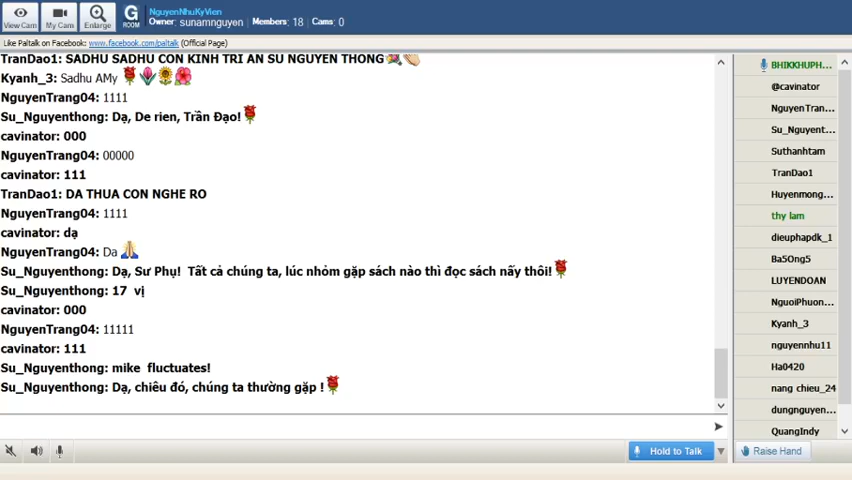 View Cam
My Cam
Enlarge
G
ROOM
NguyenNhuKyVien
Owner: sunamnguyen Members: 18 Cams: 0
Like Paltalk on Facebook: www.facebook.com/paltalk (Official Page)
TranDao1: SADHU SADHU CON KINH TRI AN SU NGUYEN THONG
Kyanh_3: Sadhu AMy
NguyenTrang04: 1111
Su_Nguyenthong: Dạ, De rien, Trần Đạo!
cavinator: 000
NguyenTrang04: 00000
cavinator: 111
TranDao1: DA THUA CON NGHE RO
NguyenTrang04: 1111
cavinator: dạ
NguyenTrang04: Da
Su_Nguyenthong: Dạ, Sư Phụ! Tất cả chúng ta, lúc nhỏm gặp sách nào thì đọc sách nấy thôi!
Su_Nguyenthong: 17 vị
cavinator: 000
NguyenTrang04: 11111
cavinator: 111
Su_Nguyenthong: mike fluctuates!
Su_Nguyenthong: Dạ, chiêu đó, chúng ta thường gặp !
BHIKKHUPH...
@cavinator
NguyenTran...
Su_Nguyent...
Suthanhtam
TranDao1
Huyenmong...
thy lam
dieuphapdk_1
Ba5Ong5
LUYENDOAN
NguoiPhuon...
Kyanh_3
nguyennhu11
Ha0420
nang chieu_24
dungnguyen...
QuangIndy
Hold to Talk
Raise Hand